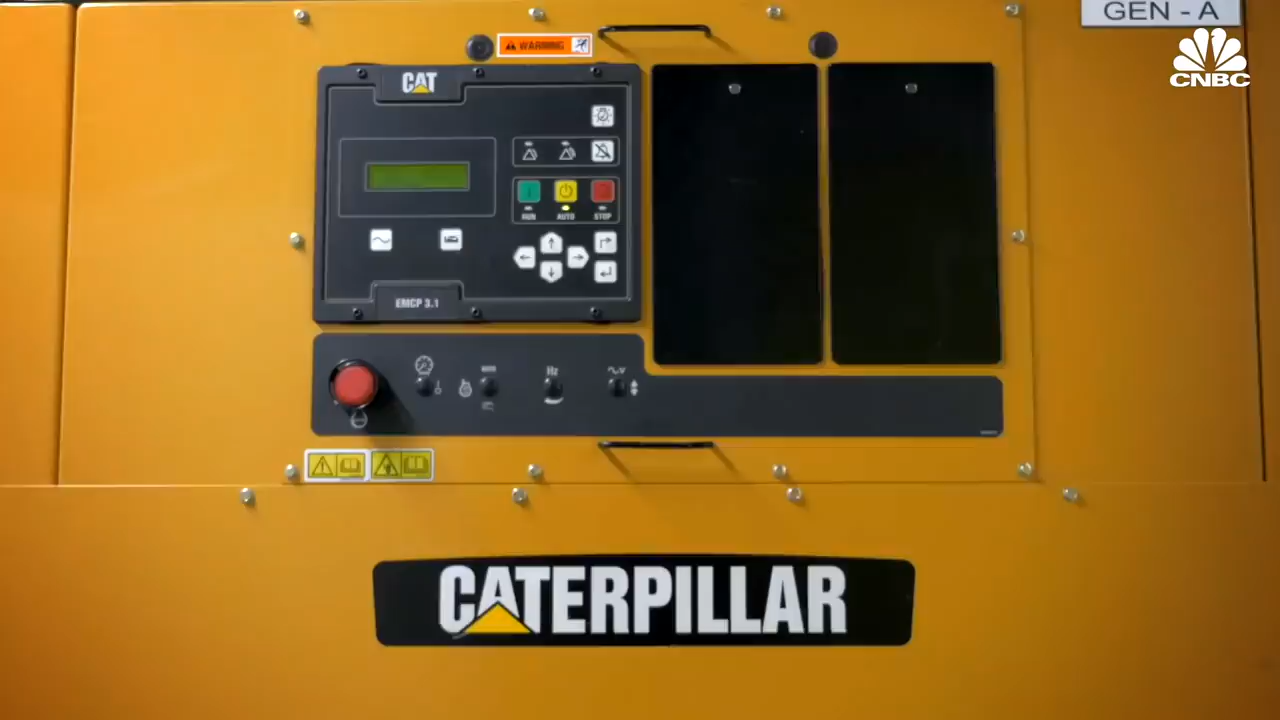 GEN - A
CNBC
WARNING
CAT
RUN
AUTO
STOP
EMCP 3.1
Hz
V
CATERPILLAR